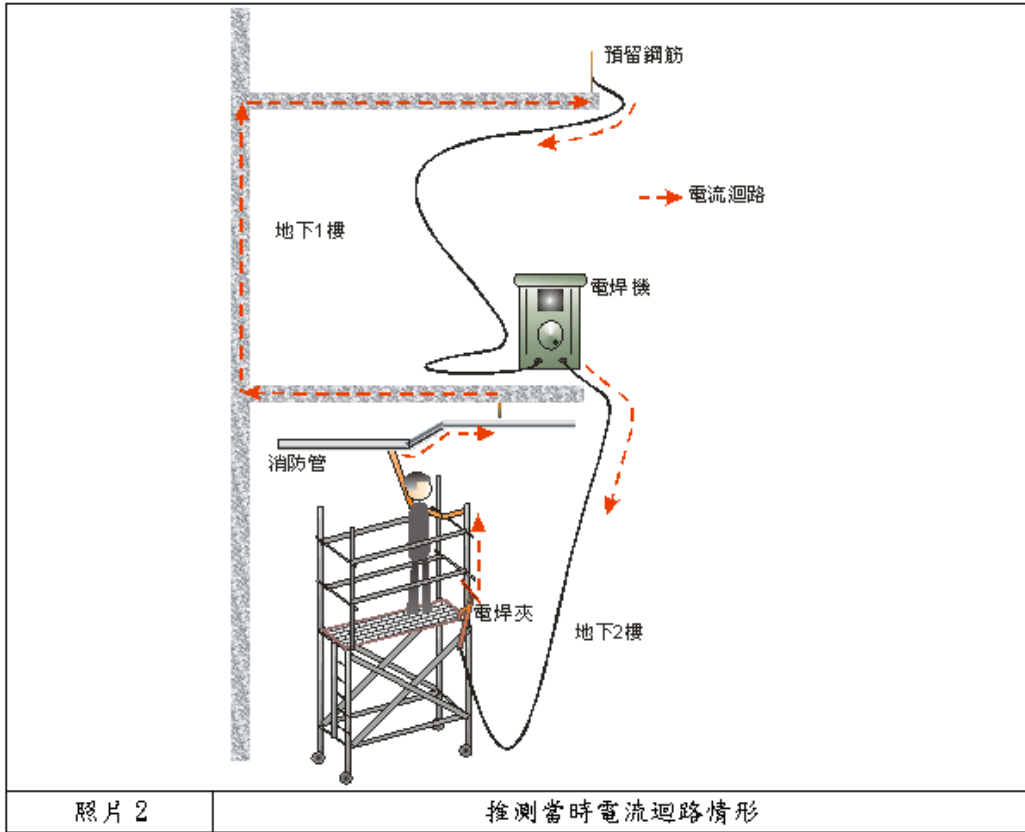 預留鋼筋
電流迴路
地下1樓
電焊機
消防管
電焊夾
地下2樓
照片 2
推測當時電流迴路情形